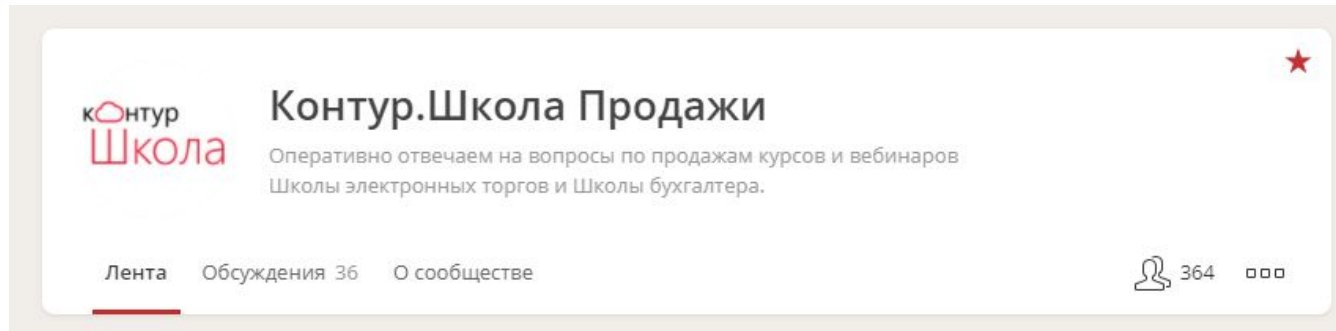 контур
Школа
Контур.Школа Продажи
Оперативно отвечаем на вопросы по продажам курсов и вебинаров
Школы электронных торгов и Школы бухгалтера.
Лента Обсуждения 36 О сообществе 364